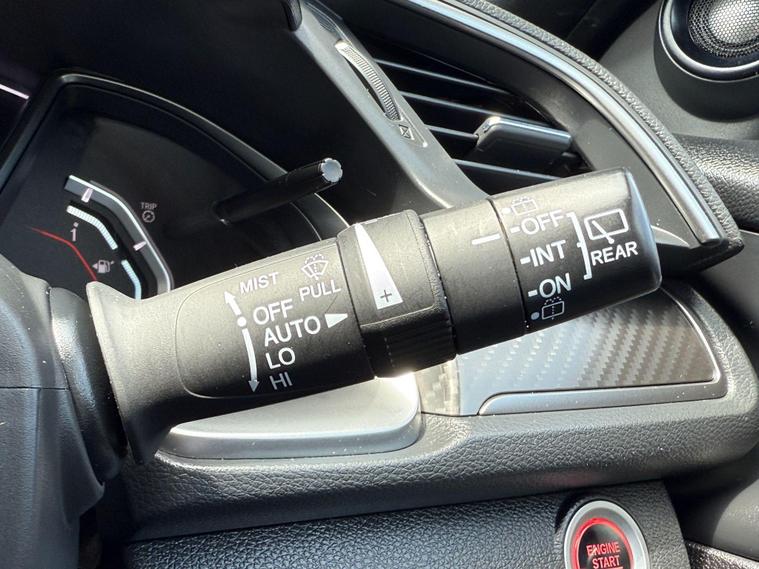 TRIP
MIST
PULL
OFF
AUTO
LO
HI
+
-OFF
-INT
-ON
REAR
ENGINE
START